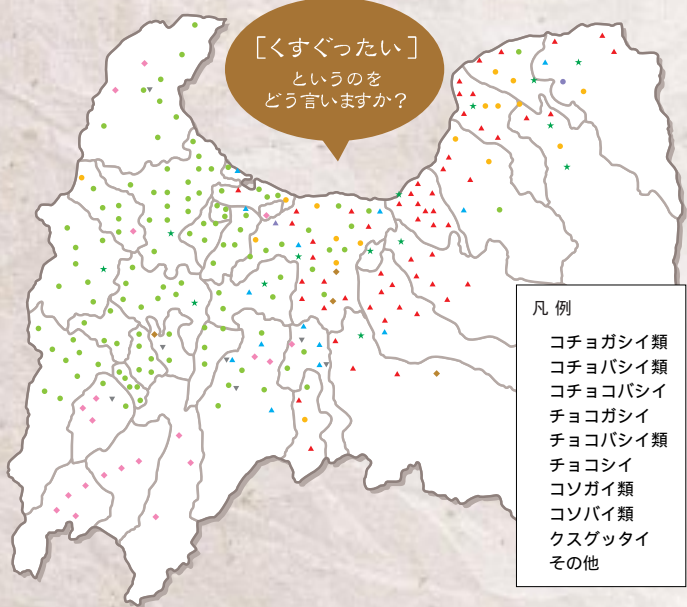 ［くすぐったい］
というのを
どう言いますか？
凡例
コチョガシイ類
コチョバシイ類
コチョコバシイ
チョコガシイ
チョコバシイ類
チョコシイ
コソガイ類
コソバイ類
クスグッタイ
その他